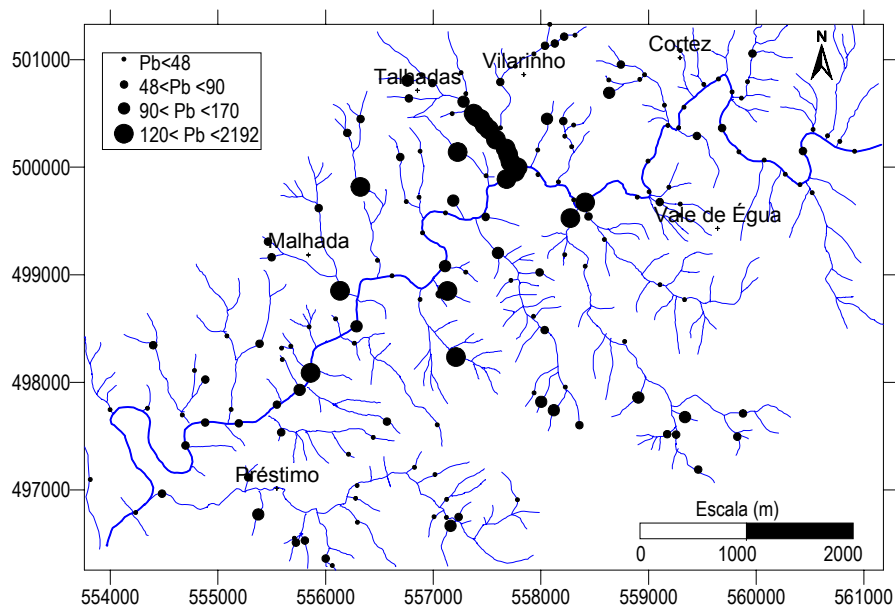 501000
500000
499000
498000
497000
Pb<48
48<Pb <90
90< Pb <170
120< Pb <2192
Talhadas
Vilarinho
Cortez
N
Vale de Égua
Malhada
Préstimo
Escala (m)
0 1000 2000
554000 555000 556000 557000 558000 559000 560000 561000